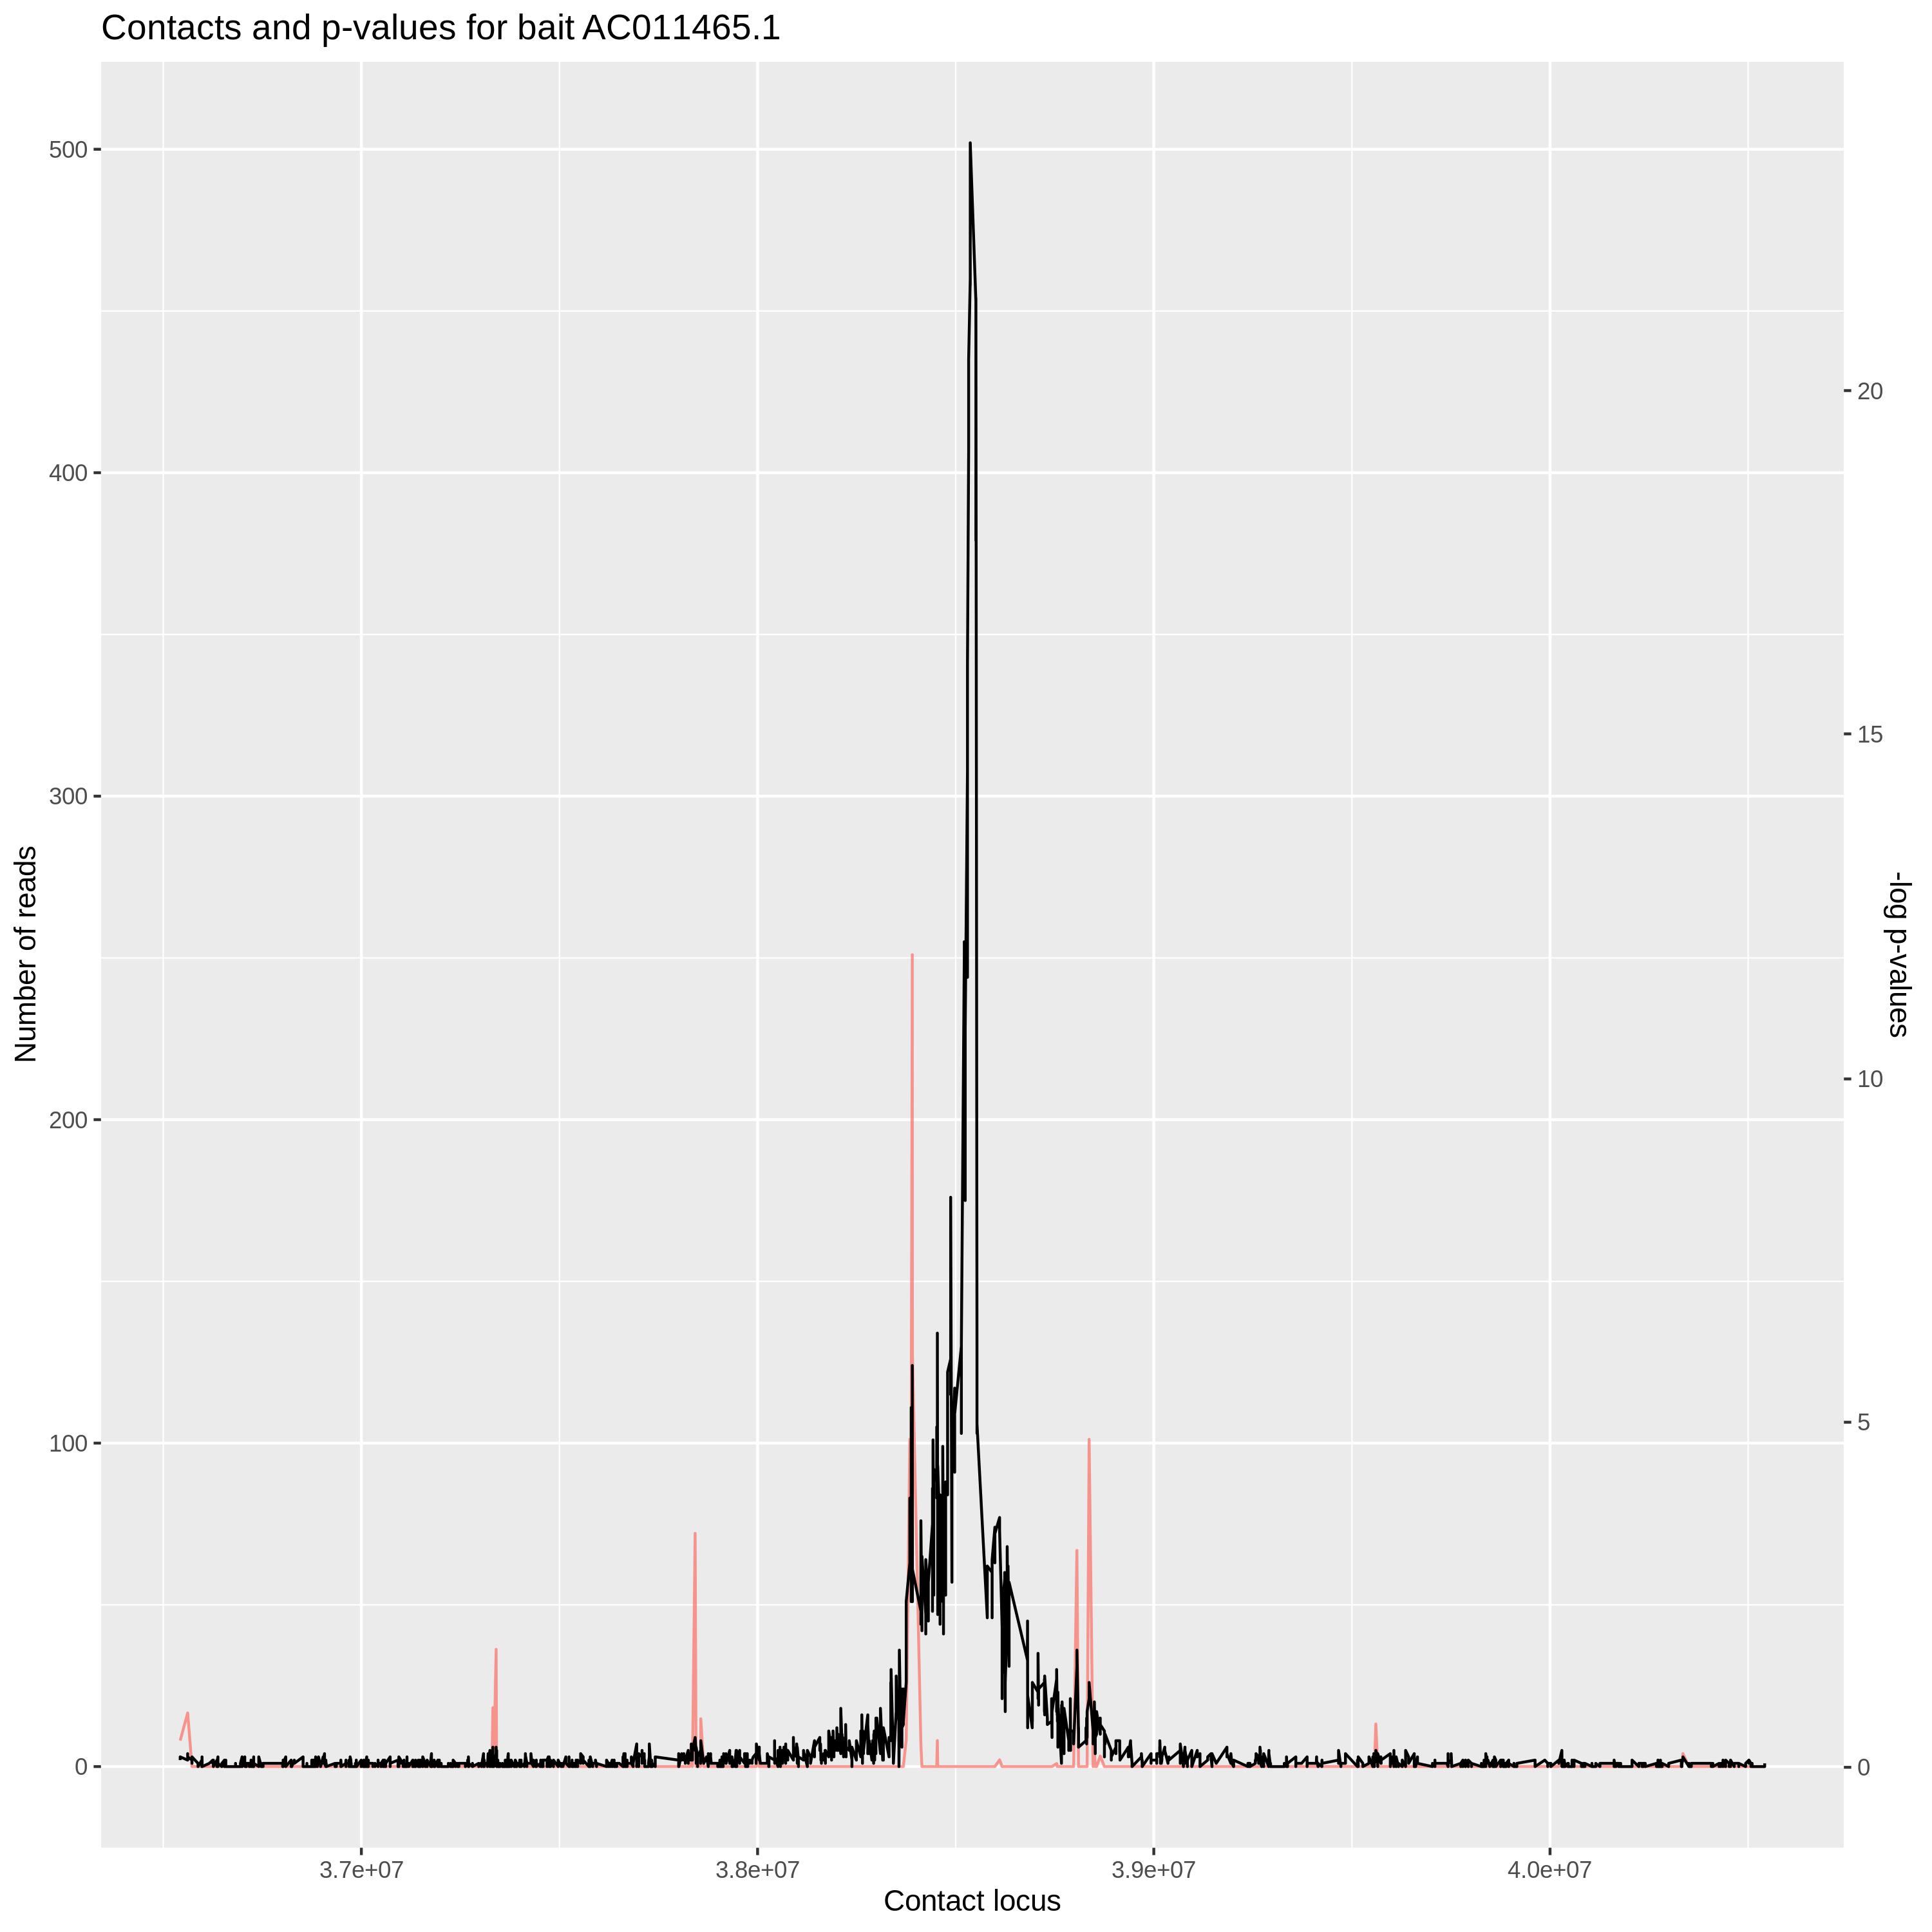 Contacts and p-values for bait AC011465.1
500
400
300
200
100
0
Number of reads
20
15
10
5
0
-log p-values
3.7e+07
3.8e+07
3.9e+07
4.0e+07
Contact locus